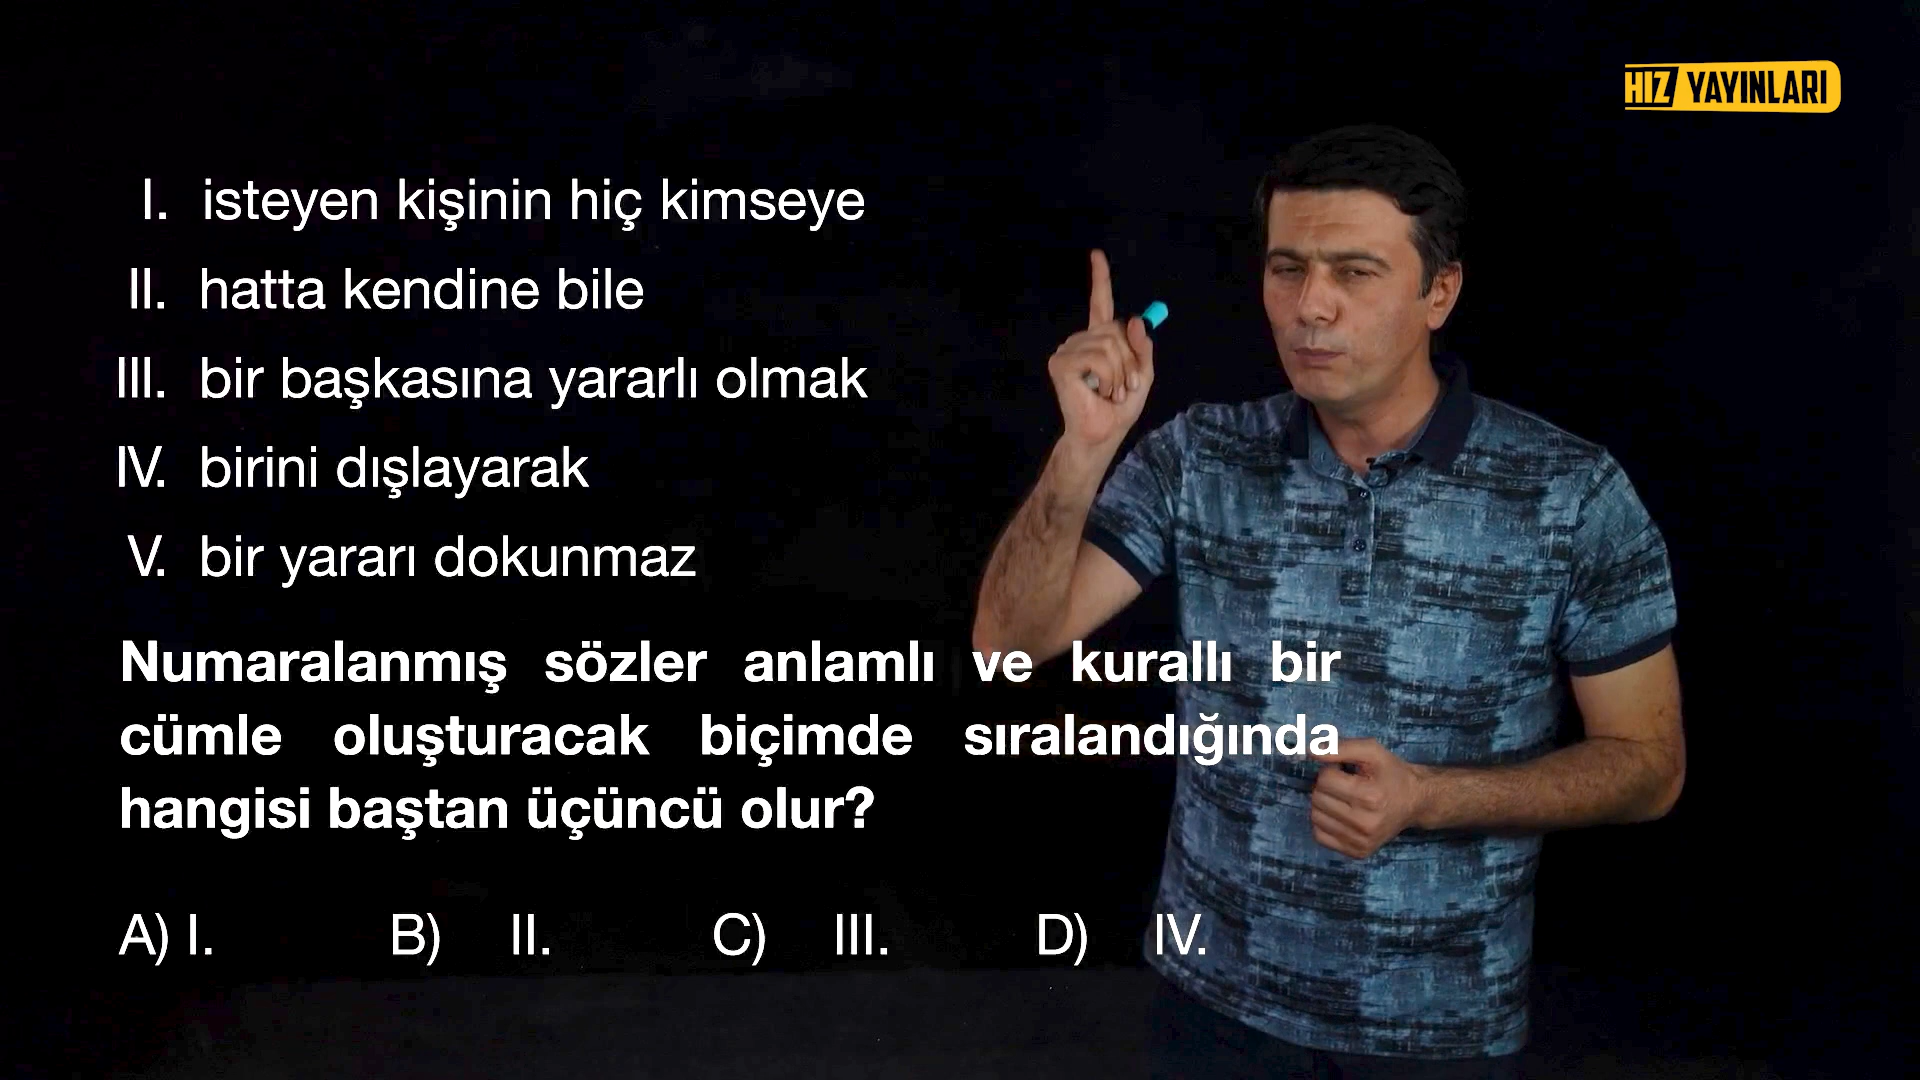 HIZ YAYINLARI
I. isteyen kişinin hiç kimseye
II. hatta kendine bile
III. bir başkasına yararlı olmak
IV. birini dışlayarak
V. bir yararı dokunmaz
Numaralanmış sözler anlamlı ve kurallı bir
cümle oluşturacak biçimde sıralandığında
hangisi baştan üçüncü olur?
A) I. B) II. C) III. D) IV.